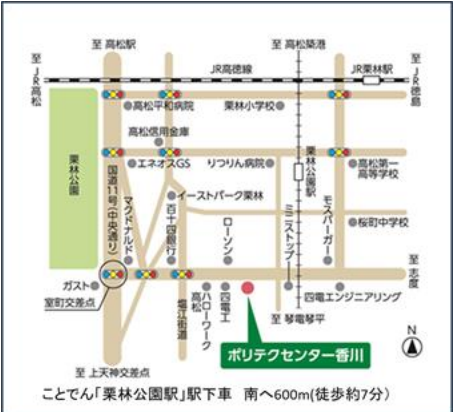 至 高松駅
至 高松築港
至 JR高松
JR高徳線
JR栗林駅
至 JR徳島
高松平和病院
栗林小学校
高松信用金庫
栗林公園
エネオスGS
りつりん病院
栗林公園駅
高松第一
高等学校
国道11号(中央通り)
マクドナルド
百十四銀行
イーストパーク栗林
ローソン
ミニストップ
モスバーガー
桜町中学校
至 志度
ガスト
室町交差点
塩江街道
ハローワーク
高松
四電工
四電エンジニアリング
至 琴電琴平
ポリテクセンター香川
N
至 上天神交差点
ことでん「栗林公園駅」駅下車 南へ600m(徒歩約7分)